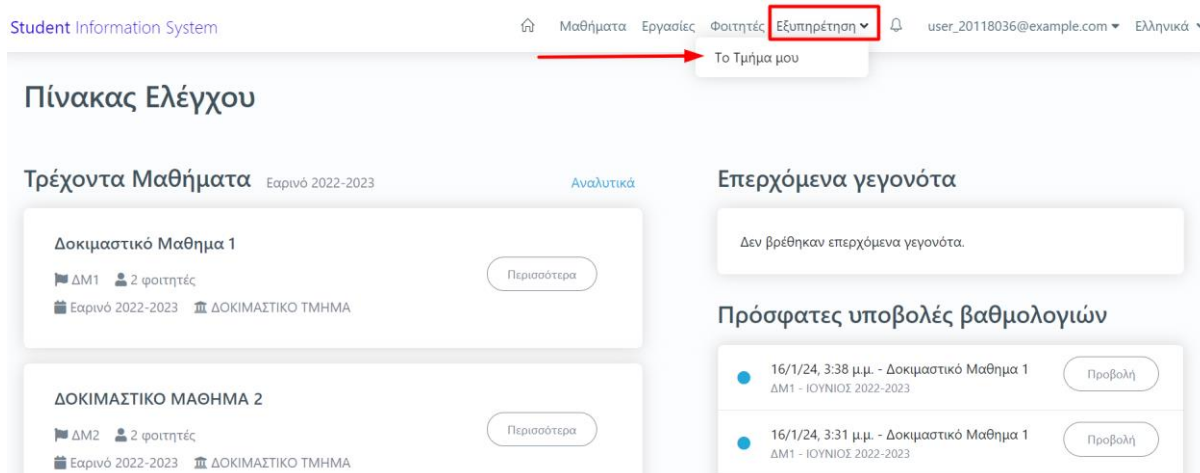 Student Information System
Μαθήματα Εργασίες Φοιτητές Εξυπηρέτηση user_20118036@example.com Ελληνικά
Το Τμήμα μου
Πίνακας Ελέγχου
Τρέχοντα Μαθήματα Εαρινό 2022-2023 Αναλυτικά
Δοκιμαστικό Μαθημα 1
ΔΜ1 2 φοιτητές
Περισσότερα
Εαρινό 2022-2023 ΔΟΚΙΜΑΣΤΙΚΟ ΤΜΗΜΑ
ΔΟΚΙΜΑΣΤΙΚΟ ΜΑΘΗΜΑ 2
ΔΜ2 2 φοιτητές
Περισσότερα
Εαρινό 2022-2023 ΔΟΚΙΜΑΣΤΙΚΟ ΤΜΗΜΑ
Επερχόμενα γεγονότα
Δεν βρέθηκαν επερχόμενα γεγονότα.
Πρόσφατες υποβολές βαθμολογιών
16/1/24, 3:38 μ.μ. - Δοκιμαστικό Μαθημα 1
ΔΜ1 - ΙΟΥΝΙΟΣ 2022-2023
Προβολή
16/1/24, 3:31 μ.μ. - Δοκιμαστικό Μαθημα 1
ΔΜ1 - ΙΟΥΝΙΟΣ 2022-2023
Προβολή